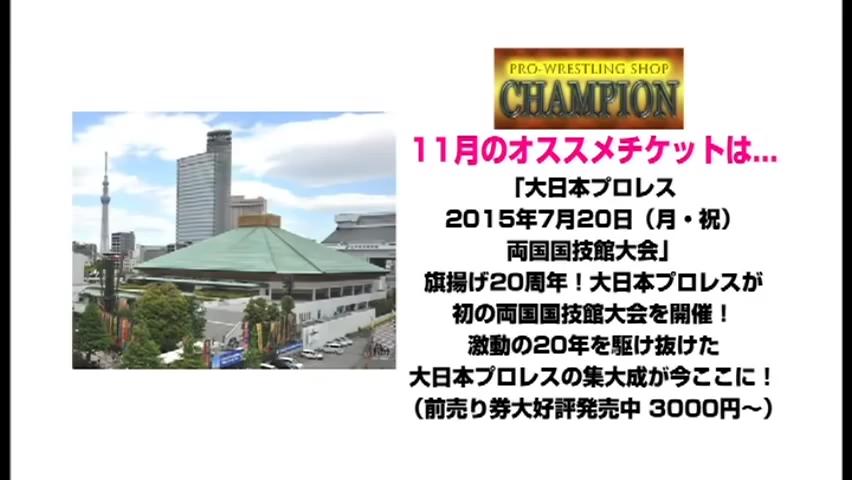 PRO-WRESTLING SHOP
CHAMPION
11月のオススメチケットは...
「大日本プロレス
2015年7月20日（月・祝）
両国国技館大会」
旗揚げ20周年！大日本プロレスが
初の両国国技館大会を開催！
激動の20年を駆け抜けた
大日本プロレスの集大成が今ここに！
（前売り券大好評発売中 3000円～）